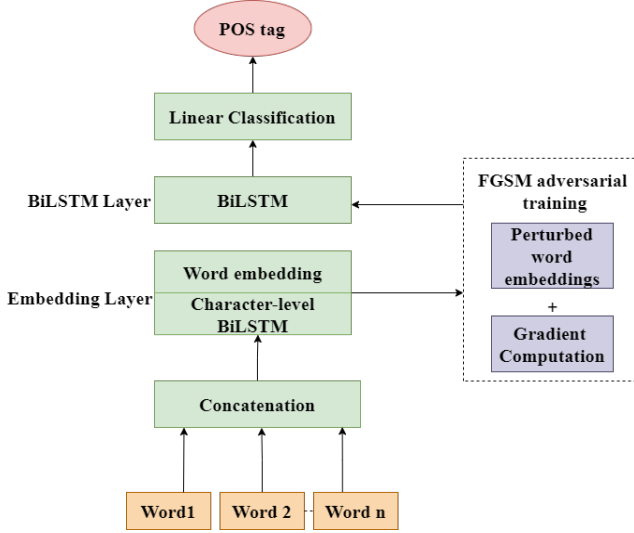 POS tag
Linear Classification
BiLSTM Layer
BiLSTM
FGSM adversarial
training
Perturbed
word
embeddings
+
Gradient
Computation
Embedding Layer
Word embedding
Character-level
BiLSTM
Concatenation
Word1
Word 2
Word n